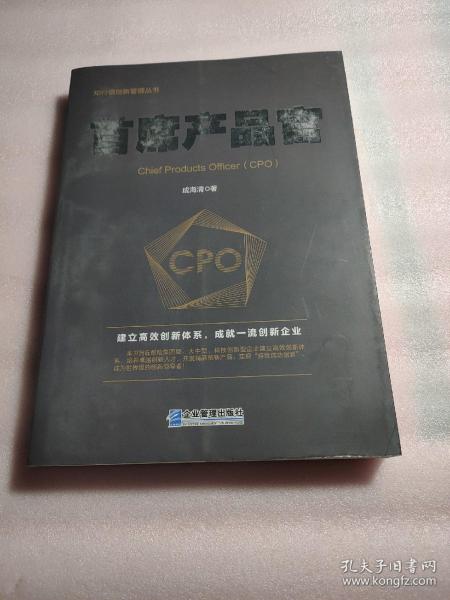 知行信创新管理丛书
首席产品官
Chief Products Officer（CPO）
成海清◎著
CPO
建立高效创新体系，成就一流创新企业
企业管理出版社
孔夫子旧书网
www.kongfz.com